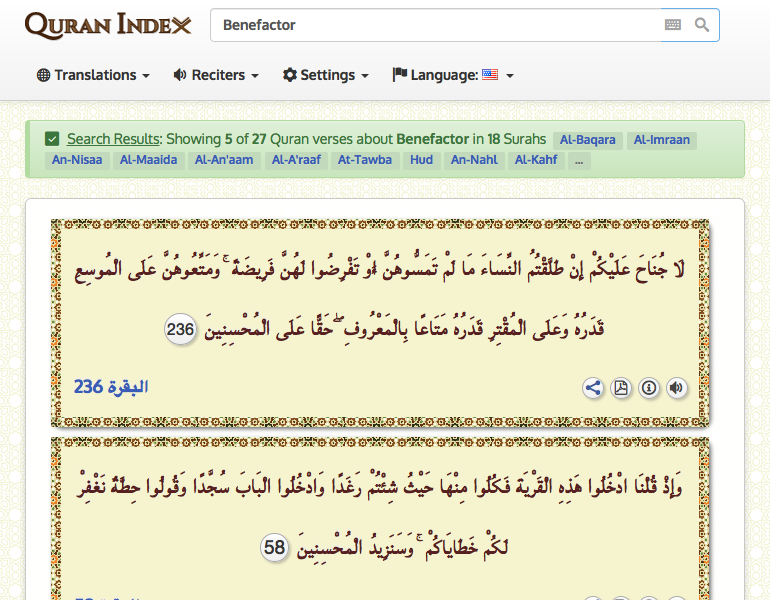 QURAN INDEX
Benefactor
Translations Reciters Settings Language:
Search Results: Showing 5 of 27 Quran verses about Benefactor in 18 Surahs Al-Baqara Al-Imraan
An-Nisaa Al-Maaida Al-An'aam Al-A'raaf At-Tawba Hud An-Nahl Al-Kahf ...
لَا جُنَاحَ عَلَيْكُمْ إِنْ طَلَّقْتُمُ النِّسَاءَ مَا لَمْ تَمَسُّوهُنَّ أَوْ تَفْرِضُوا لَهُنَّ فَرِيضَةً ۚ وَمَتِّعُوهُنَّ عَلَى الْمُوسِعِ
قَدَرُهُ وَعَلَى الْمُقْتِرِ قَدَرُهُ مَتَاعًا بِالْمَعْرُوفِ ۖ حَقًّا عَلَى الْمُحْسِنِينَ 236
البقرة 236
وَإِذْ قُلْنَا ادْخُلُوا هَذِهِ الْقَرْيَةَ فَكُلُوا مِنْهَا حَيْثُ شِئْتُمْ رَغَدًا وَادْخُلُوا الْبَابَ سُجَّدًا وَقُولُوا حِطَّةٌ نَغْفِرْ
لَكُمْ خَطَايَاكُمْ ۚ وَسَنَزِيدُ الْمُحْسِنِينَ 58